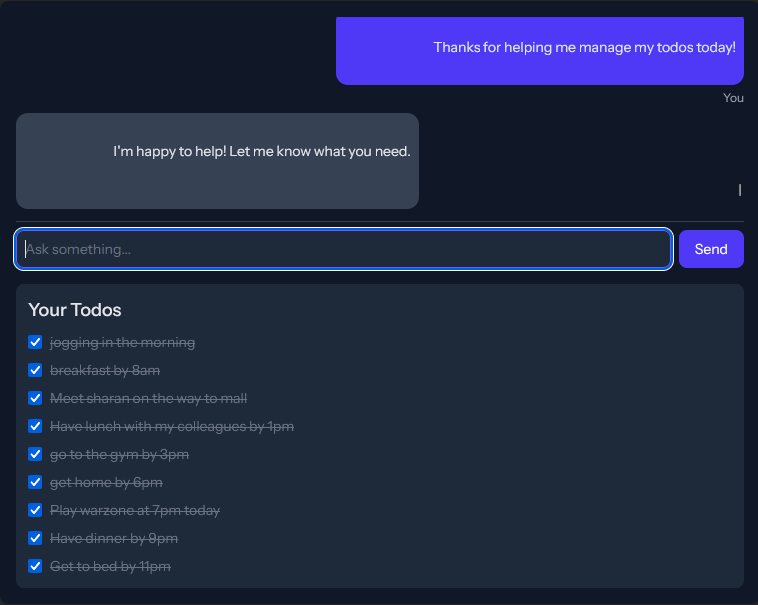 Thanks for helping me manage my todos today!
You
I'm happy to help! Let me know what you need.
Ask something...
Send
Your Todos
jogging in the morning
breakfast by 8am
Meet sharan on the way to mall
Have lunch with my colleagues by 1pm
go to the gym by 3pm
get home by 6pm
Play warzone at 7pm today
Have dinner by 9pm
Get to bed by 11pm